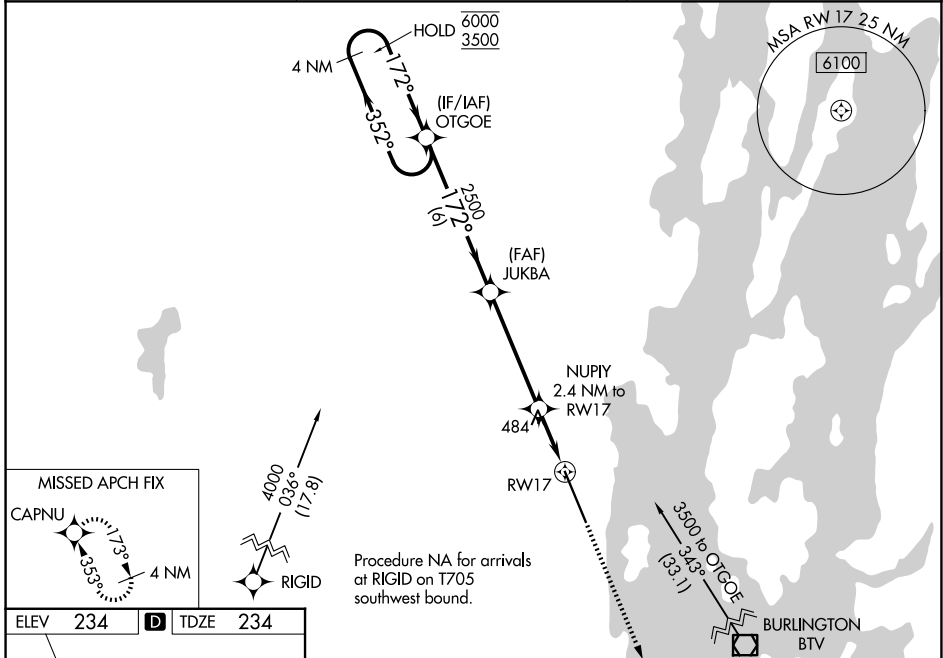 HOLD 6000
3500
4 NM
172°
352°
(IF/IAF)
OTGOE
2500
172°
(6)
(FAF)
JUKBA
NUPIY
2.4 NM to
RW17
484
RW17
MSA RW 17 25 NM
6100
MISSED APCH FIX
CAPNU
173°
353°
4 NM
4000
036°
(17.8)
RIGID
Procedure NA for arrivals
at RIGID on T705
southwest bound.
3500 to OTGOE
343°
(33.1)
BURLINGTON
BTV
ELEV 234 D TDZE 234